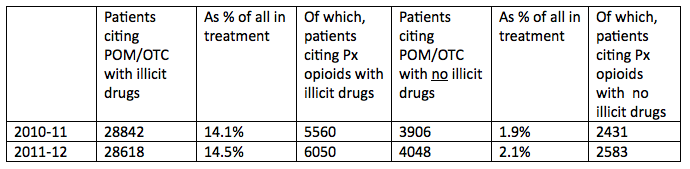 Patients citing POM/OTC with illicit drugs
As % of all in treatment
Of which, patients citing Px opioids with illicit drugs
Patients citing POM/OTC with no illicit drugs
As % of all in treatment
Of which, patients citing Px opioids with no illicit drugs
2010-11 28842 14.1% 5560 3906 1.9% 2431
2011-12 28618 14.5% 6050 4048 2.1% 2583